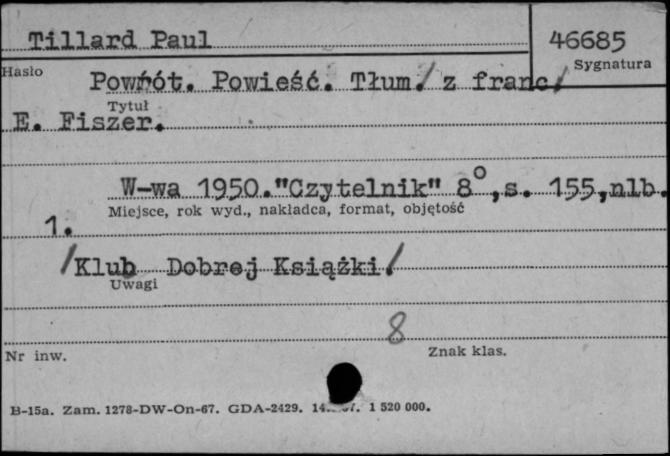 Tillard Paul
46685
Hasło
Sygnatura
Powrót. Powieść. Tłum./ z franc/
Tytuł
E. Fiszer.
W-wa 1950."Czytelnik" 8°,s. 155,nlb.
Miejsce, rok wyd., nakładca, format, objętość
1.
/Klub Dobrej Książki/
Uwagi
8
Nr inw.
Znak klas.
B-15a. Zam. 1278-DW-On-67. GDA-2429. 1 520 000.